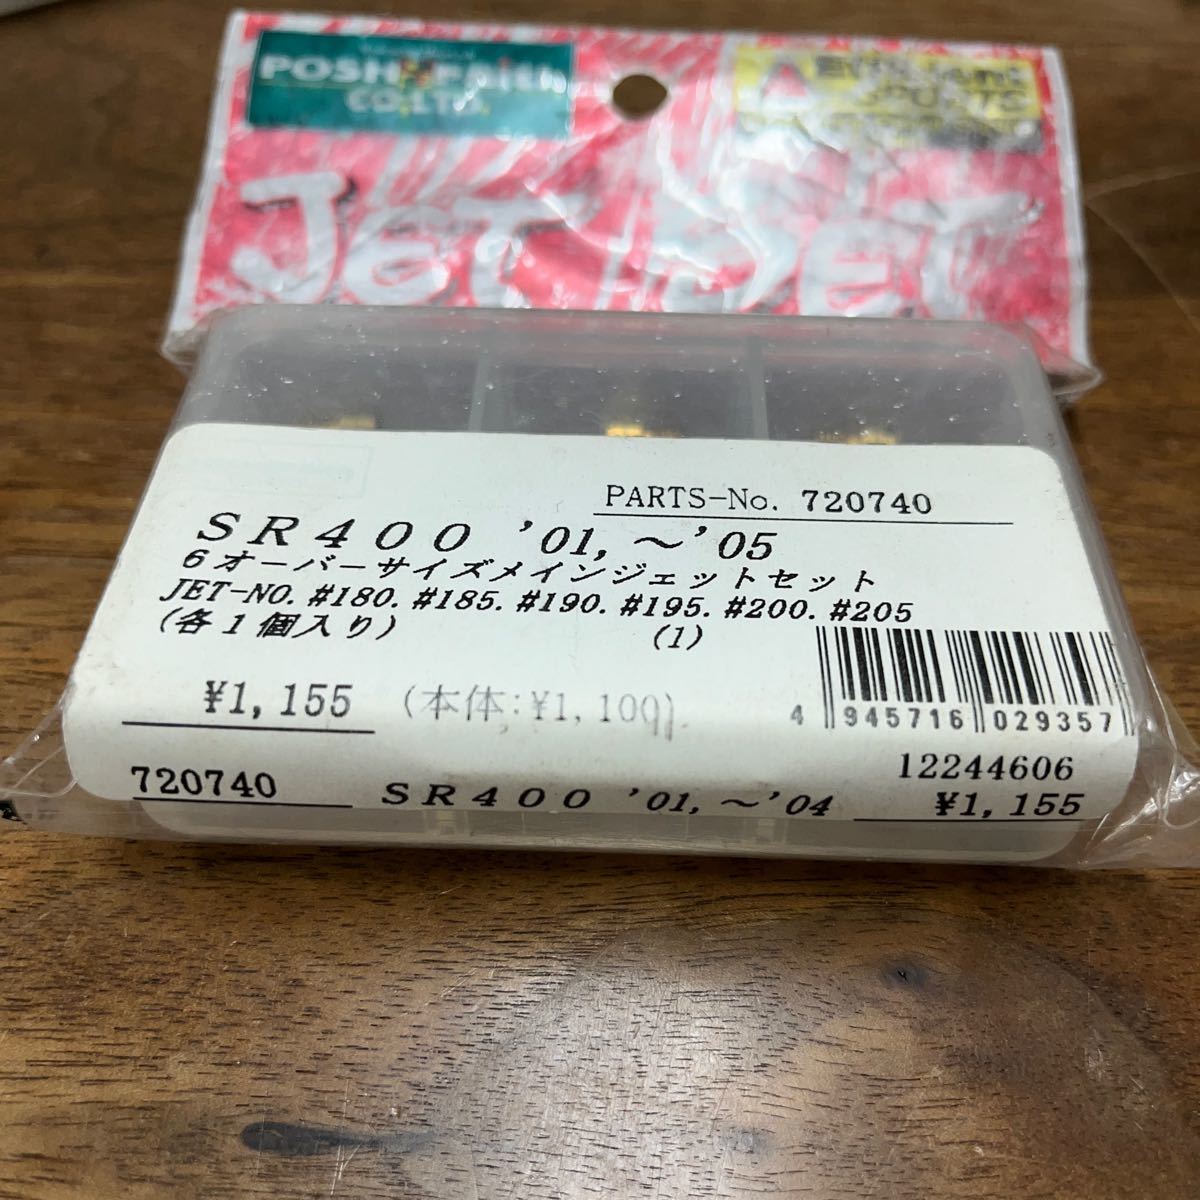 POSH Faith
CO.LTD.
Efficient
SPORTS
JET JET
PARTS-No. 720740
SR400 '01, ～'05
6オーバーサイズメインジェットセット
JET-NO. #180. #185. #190. #195. #200. #205
(各1個入り) (1)
¥1,155 (本体:¥1,100)
4 945716 029357
12244606
720740 SR400 '01, ～'04 ¥1,155